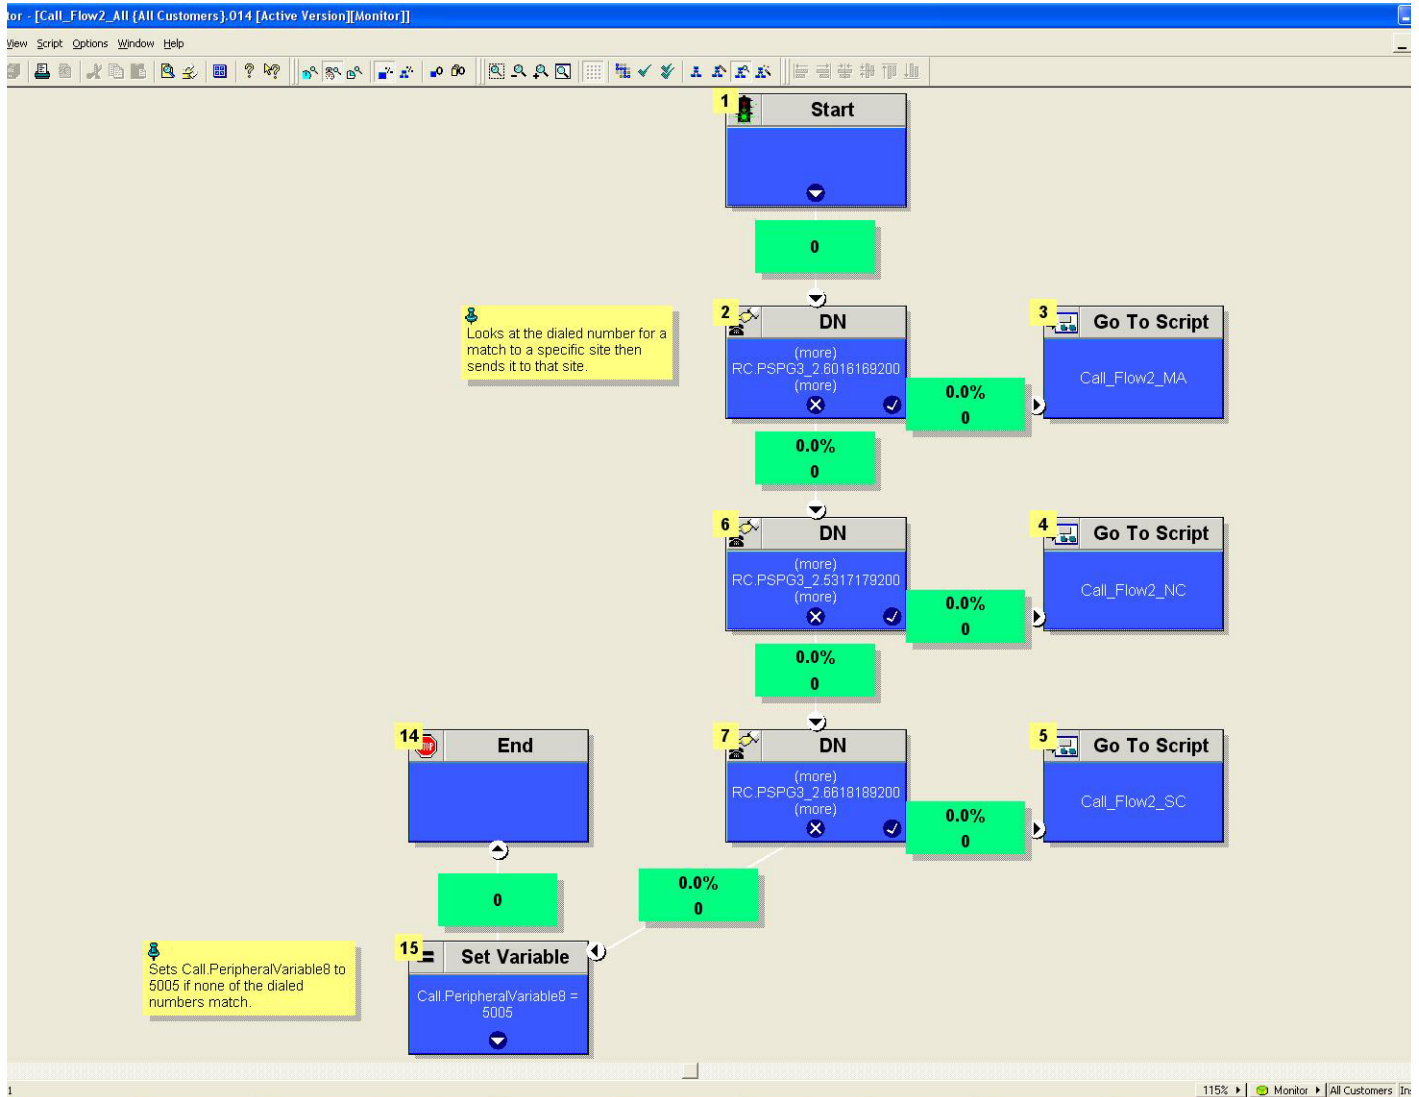 tor - [Call_Flow2_All {All Customers}.014 [Active Version][Monitor]]
View Script Options Window Help
1 Start
0
Looks at the dialed number for a
match to a specific site then
sends it to that site.
2 DN
(more)
RC.PSPG3_2.6016169200
(more)
0.0%
0
3 Go To Script
Call_Flow2_MA
0.0%
0
6 DN
(more)
RC.PSPG3_2.5317179200
(more)
0.0%
0
4 Go To Script
Call_Flow2_NC
0.0%
0
14 End
7 DN
(more)
RC.PSPG3_2.6618189200
(more)
0.0%
0
5 Go To Script
Call_Flow2_SC
0.0%
0
0
Sets Call.PeripheralVariable8 to
5005 if none of the dialed
numbers match.
15 Set Variable
Call.PeripheralVariable8 =
5005
1
115% Monitor All Customers Ins